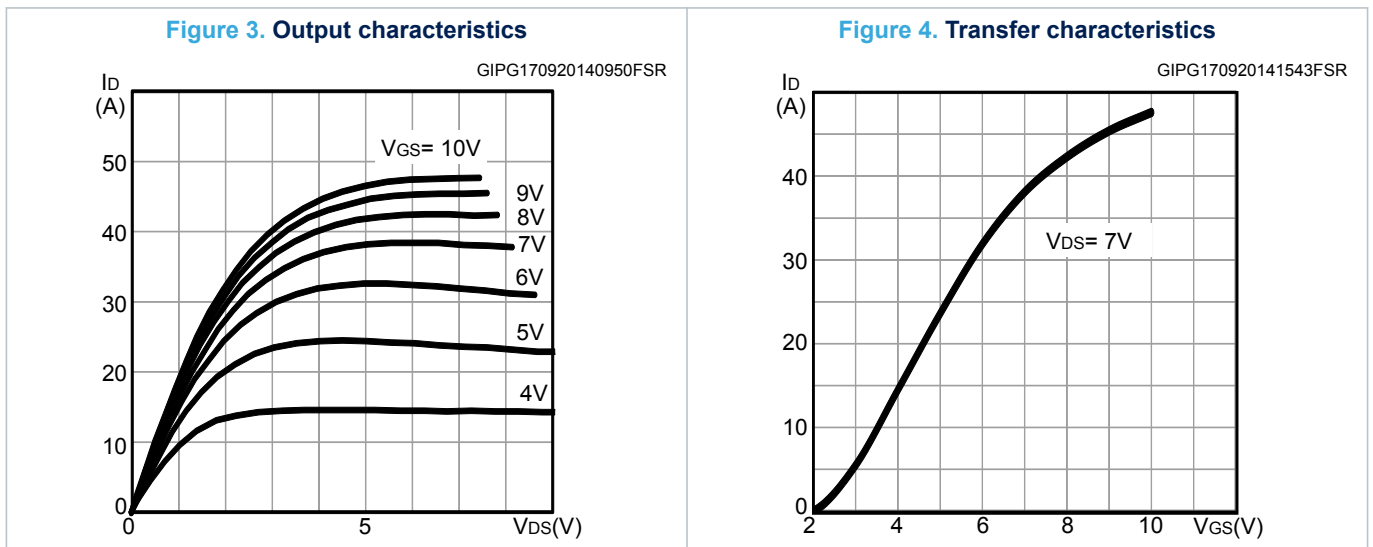 Figure 3. Output characteristics
GIPG170920140950FSR
ID
(A)
VGS= 10V
50
9V
8V
40
7V
6V
30
5V
20
4V
10
0
0
5
VDS(V)
Figure 4. Transfer characteristics
GIPG170920141543FSR
ID
(A)
40
VDS= 7V
30
20
10
0
2
4
6
8
10
VGS(V)